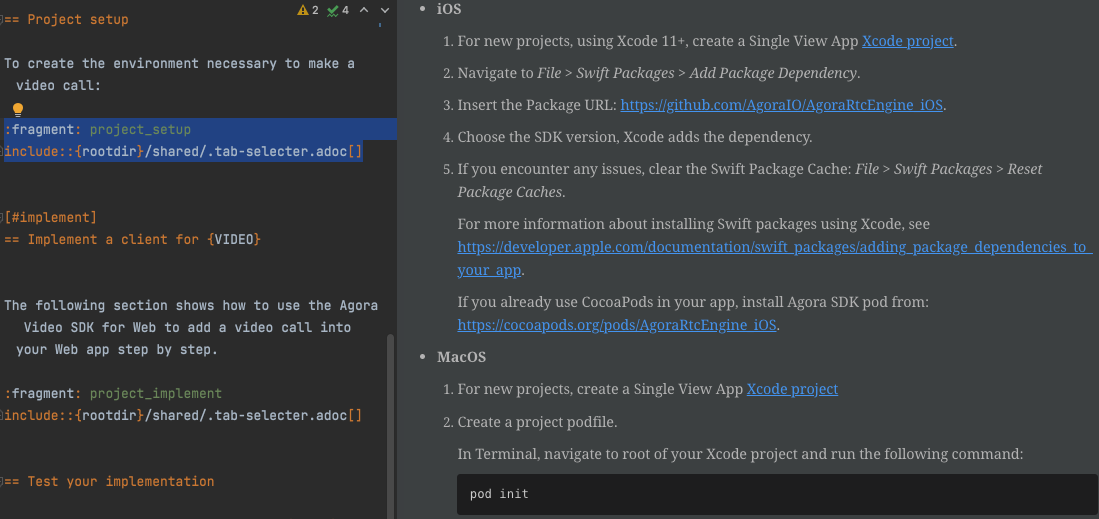 2 4
== Project setup
To create the environment necessary to make a
video call:
:fragment: project_setup
include::{rootdir}/shared/.tab-selecter.adoc[]
[#implement]
== Implement a client for {VIDEO}
The following section shows how to use the Agora
Video SDK for Web to add a video call into
your Web app step by step.
:fragment: project_implement
include::{rootdir}/shared/.tab-selecter.adoc[]
== Test your implementation
• iOS
1. For new projects, using Xcode 11+, create a Single View App Xcode project.
2. Navigate to File > Swift Packages > Add Package Dependency.
3. Insert the Package URL: https://github.com/AgoraIO/AgoraRtcEngine_iOS.
4. Choose the SDK version, Xcode adds the dependency.
5. If you encounter any issues, clear the Swift Package Cache: File > Swift Packages > Reset
Package Caches.
For more information about installing Swift packages using Xcode, see
https://developer.apple.com/documentation/swift_packages/adding_package_dependencies_to_
your_app.
If you already use CocoaPods in your app, install Agora SDK pod from:
https://cocoapods.org/pods/AgoraRtcEngine_iOS.
• MacOS
1. For new projects, create a Single View App Xcode project
2. Create a project podfile.
In Terminal, navigate to root of your Xcode project and run the following command:
pod init